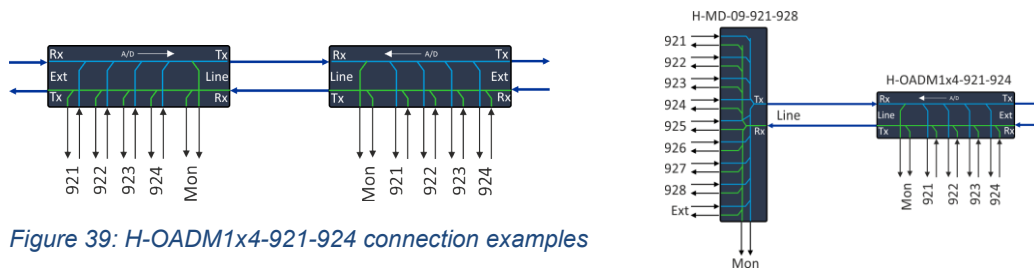 Rx A/D Tx
Ext Line
Tx Rx
921 922 923 924 Mon
Rx A/D Tx
Line Ext
Tx Rx
Mon 921 922 923 924
Figure 39: H-OADM1x4-921-924 connection examples
H-MD-09-921-928
921
922
923
924
925
926
927
928
Ext
Tx
Rx
Mon
Line
H-OADM1x4-921-924
Rx A/D
Line Ext
Tx Rx
Mon 921 922 923 924